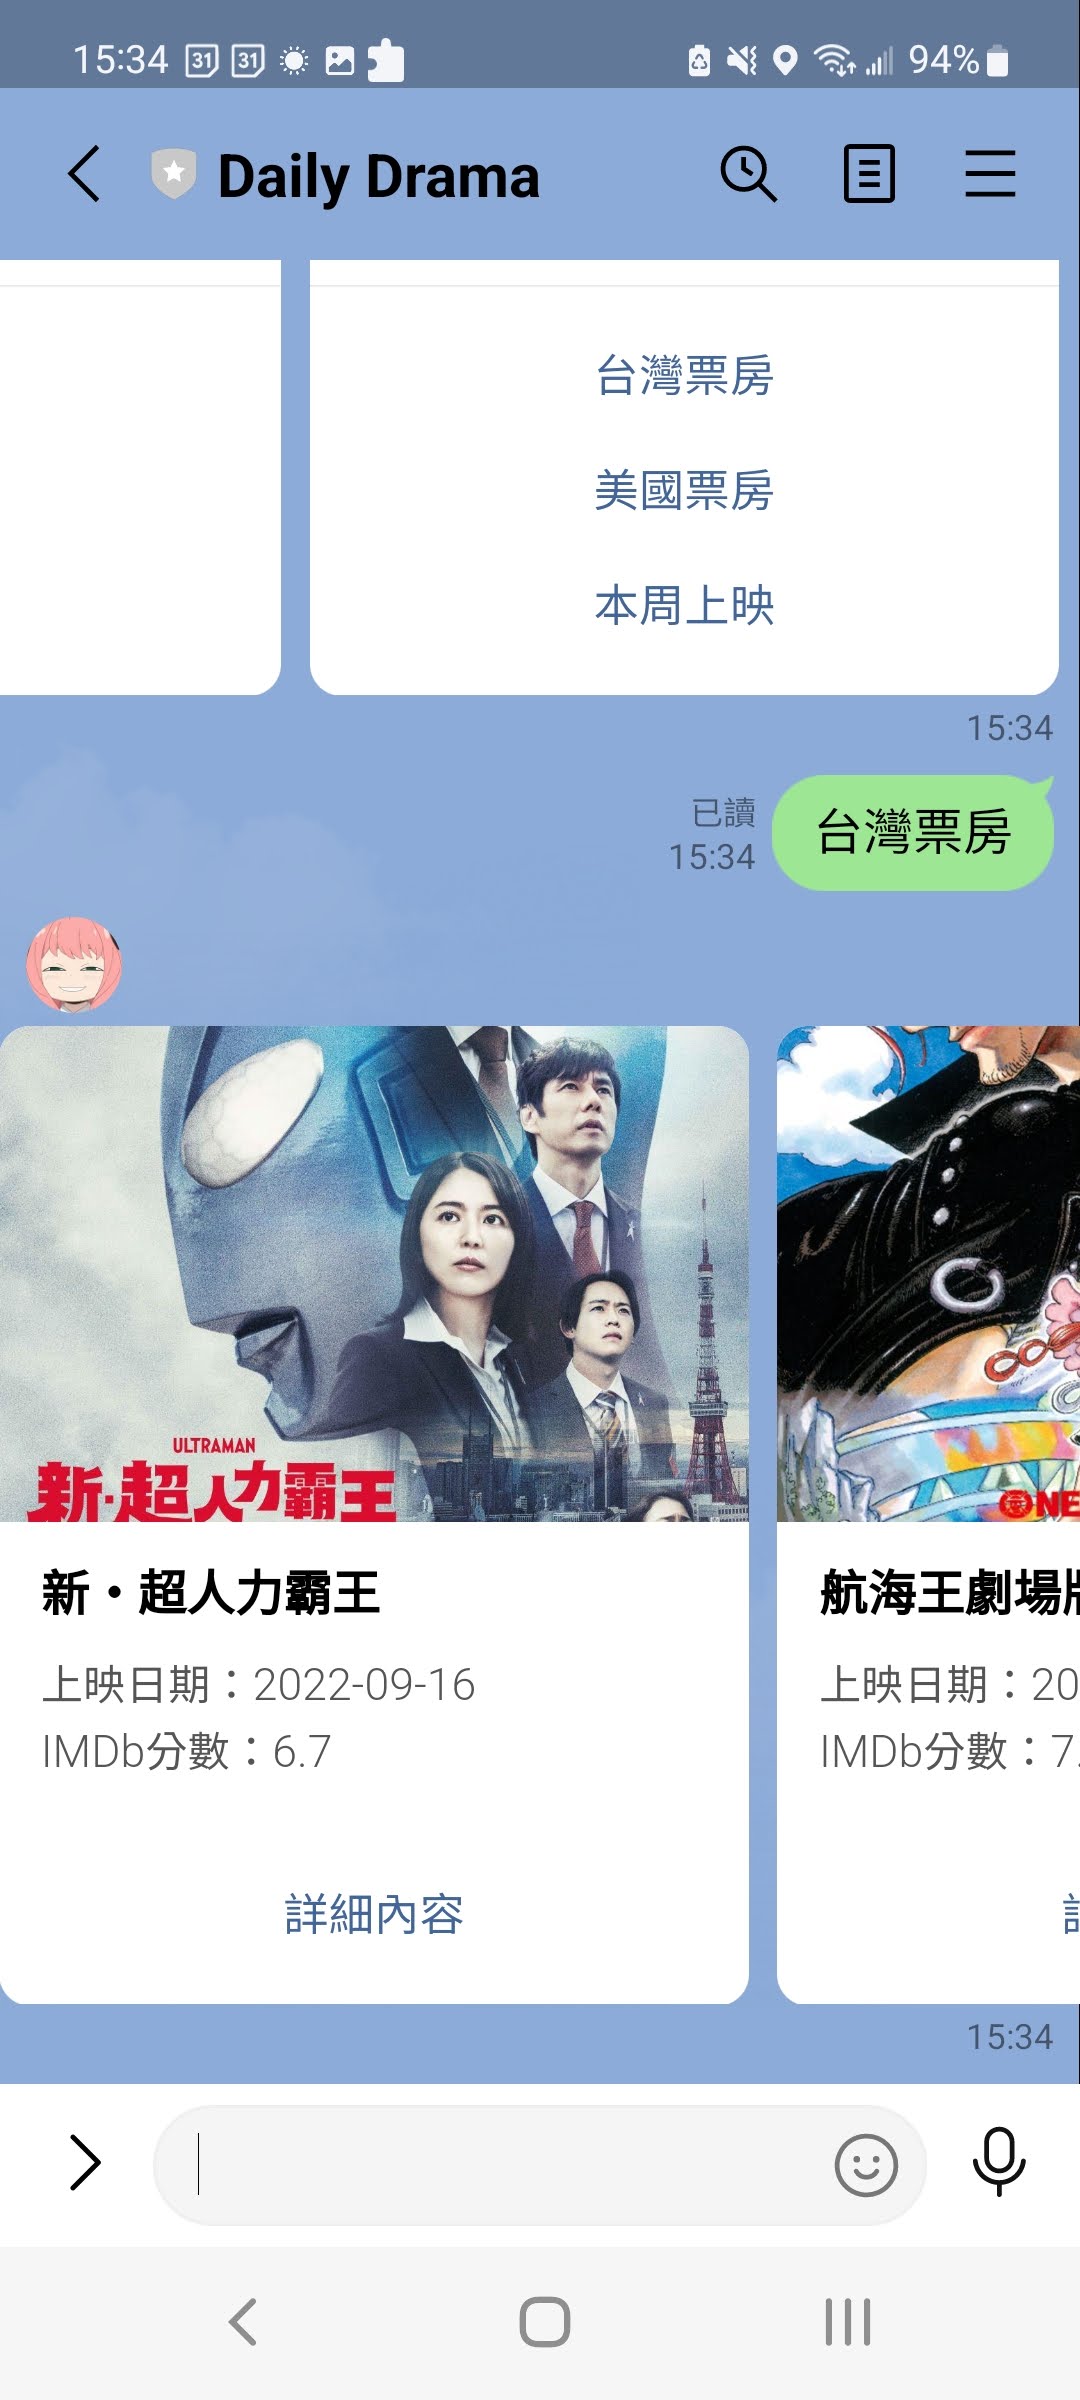 15:34
31
31
94%
Daily Drama
台灣票房
美國票房
本周上映
15:34
已讀
15:34
台灣票房
ULTRAMAN
新·超人力霸王
NE
新・超人力霸王
上映日期：2022-09-16
IMDb分數：6.7
詳細內容
航海王劇場版
上映日期：20
IMDb分數：7.
15:34